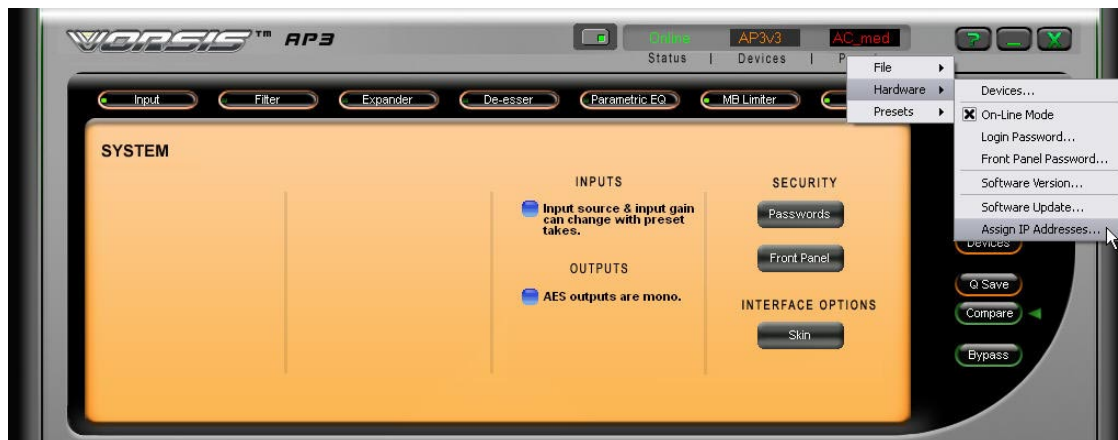 VORSIS™ AP3
Online AP3v3 AC_med
Status | Devices |
Input Filter Expander De-esser Parametric EQ MB Limiter
File
Hardware
Presets
Devices...
On-Line Mode
Login Password...
Front Panel Password...
Software Version...
Software Update...
Assign IP Addresses...
SYSTEM
INPUTS
Input source & input gain
can change with preset
takes.
OUTPUTS
AES outputs are mono.
SECURITY
Passwords
Front Panel
INTERFACE OPTIONS
Skin
Devices
Q Save
Compare
Bypass